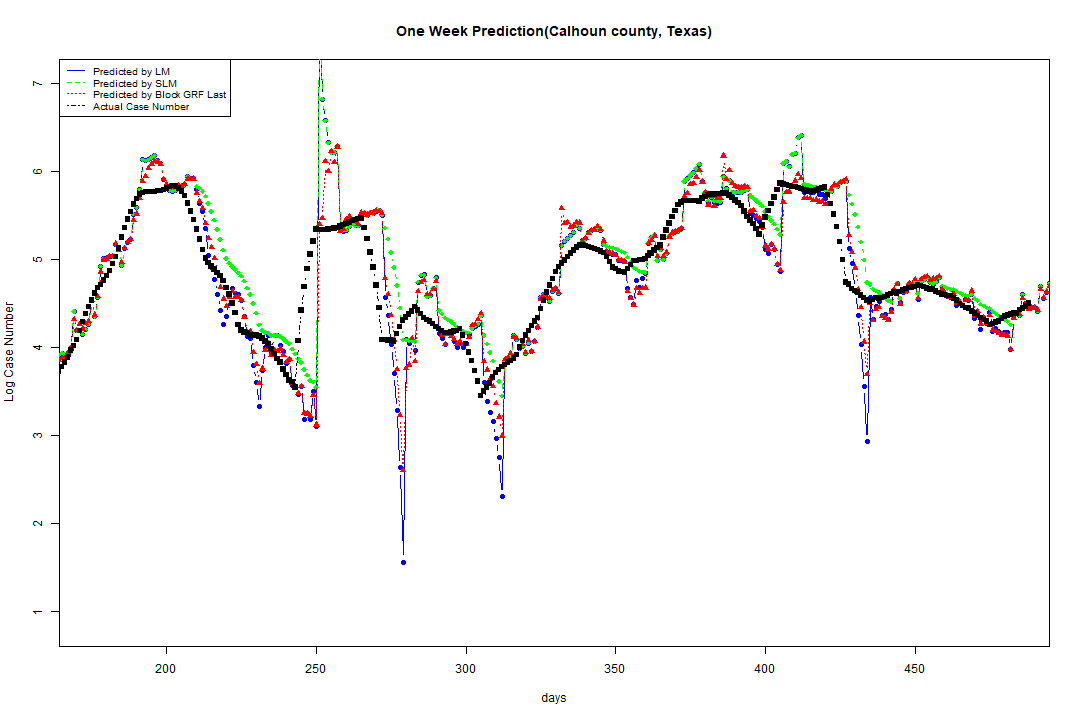 One Week Prediction(Calhoun county, Texas)
Predicted by LM
Predicted by SLM
Predicted by Block GRF Last
Actual Case Number
7
6
5
4
3
2
1
Log Case Number
200 250 300 350 400 450
days